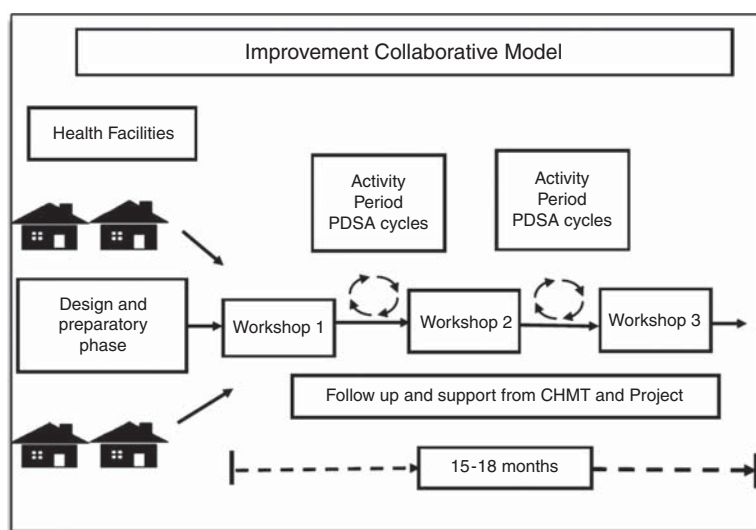 Improvement Collaborative Model
Health Facilities
Activity
Period
PDSA cycles
Activity
Period
PDSA cycles
Design and
preparatory
phase
Workshop 1
Workshop 2
Workshop 3
Follow up and support from CHMT and Project
15-18 months